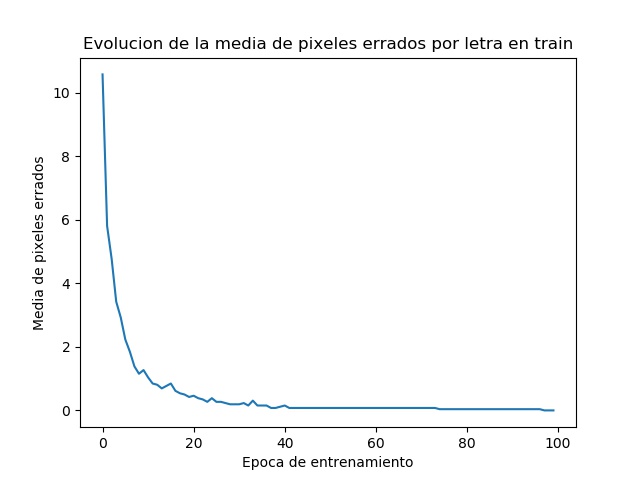 Evolucion de la media de pixeles errados por letra en train
Media de pixeles errados
10
8
6
4
2
0
0 20 40 60 80 100
Epoca de entrenamiento